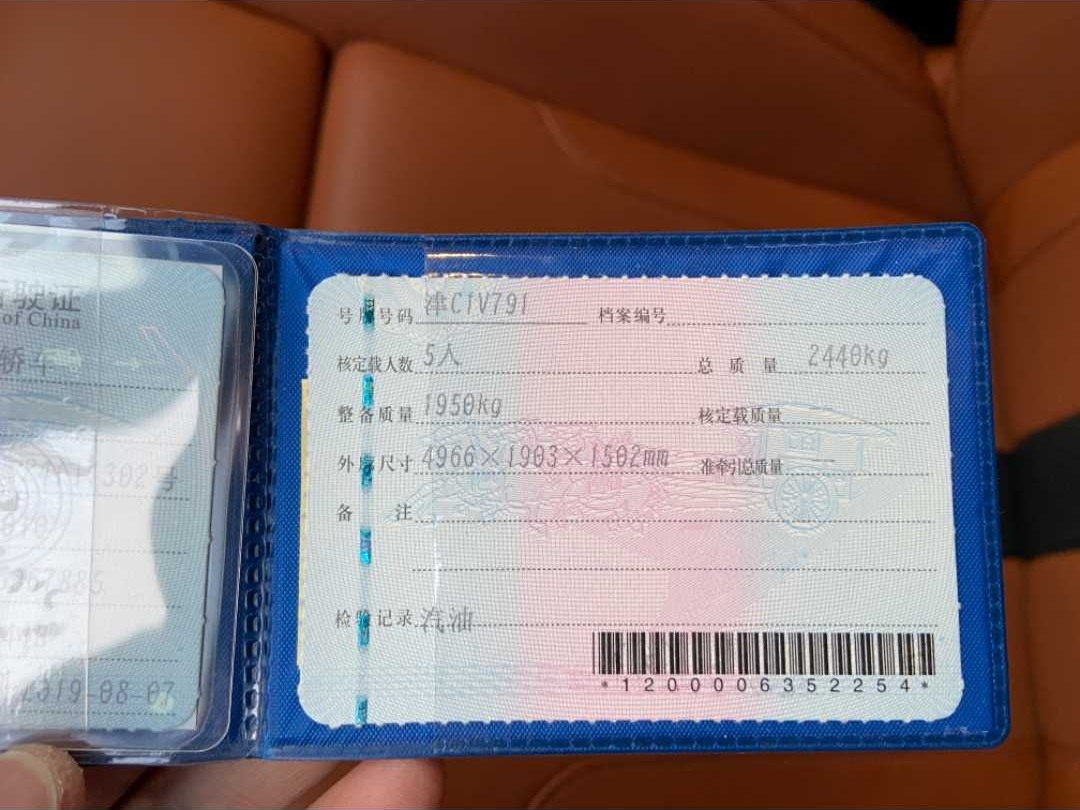 驶证
of China
轿车
302号
2019-08-07
号牌号码 津C1V791 档案编号
核定载人数 5人 总质量 2440kg
整备质量 1950kg 核定载质量
外廓尺寸 4966×1903×1502mm 准牵引总质量 ——
备注
检验记录 汽油
*1200006352254*